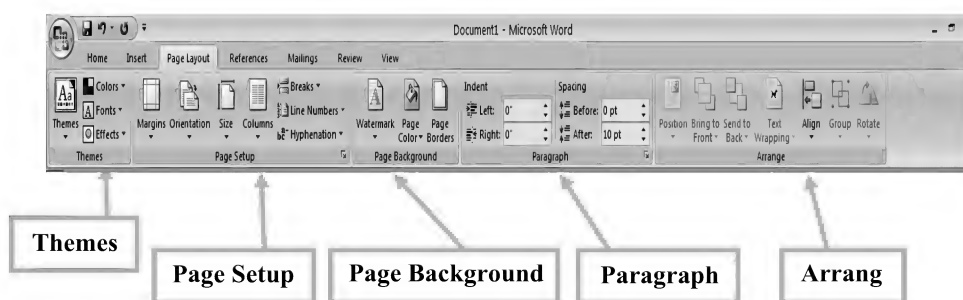 Document1 - Microsoft Word
Home Insert Page Layout References Mailings Review View
Aa Colors Breaks Indent Spacing
A Fonts Line Numbers A Left: 0" Before: 0 pt
Themes Effects Margins Orientation Size Columns Hyphenation Watermark Page Color Page Borders Right: 0" After: 10 pt Position Bring to Front Send to Back Text Wrapping Align Group Rotate
Themes Page Setup Page Background Paragraph Arrange
Themes
Page Setup Page Background Paragraph Arrang